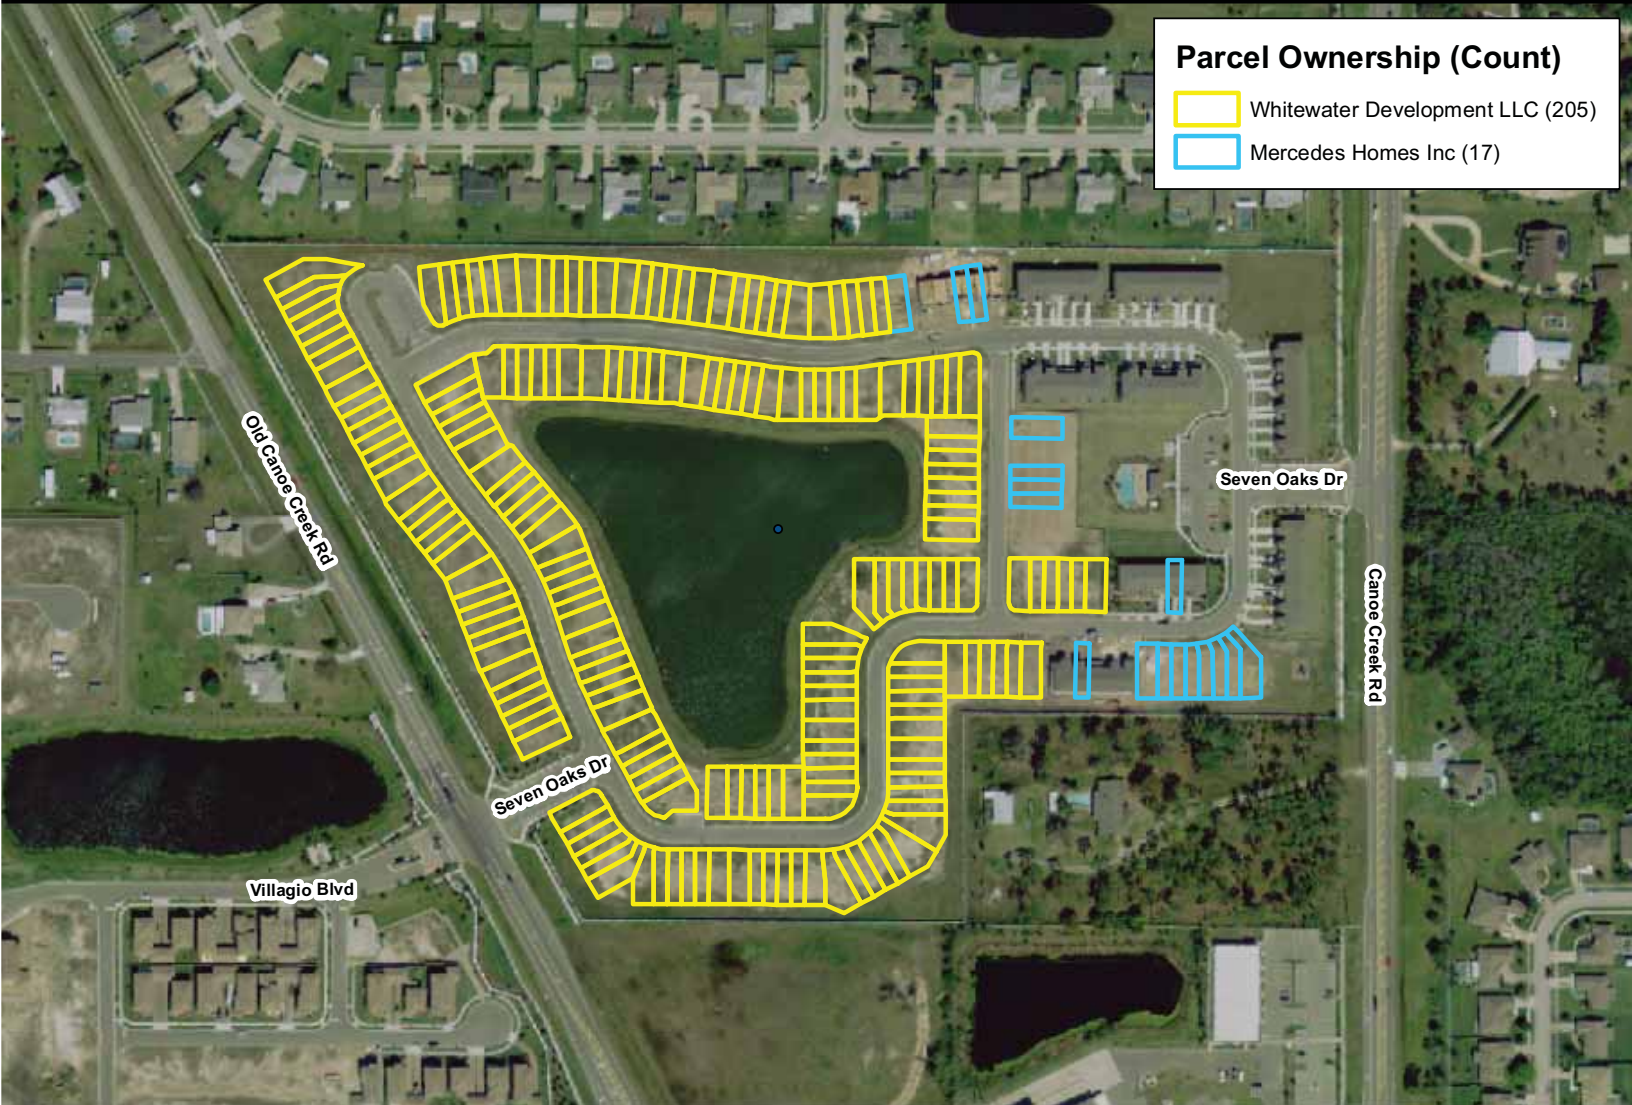 Parcel Ownership (Count)
Whitewater Development LLC (205)
Mercedes Homes Inc (17)
Old Canoe Creek Rd
Seven Oaks Dr
Canoe Creek Rd
Seven Oaks Dr
Villagio Blvd